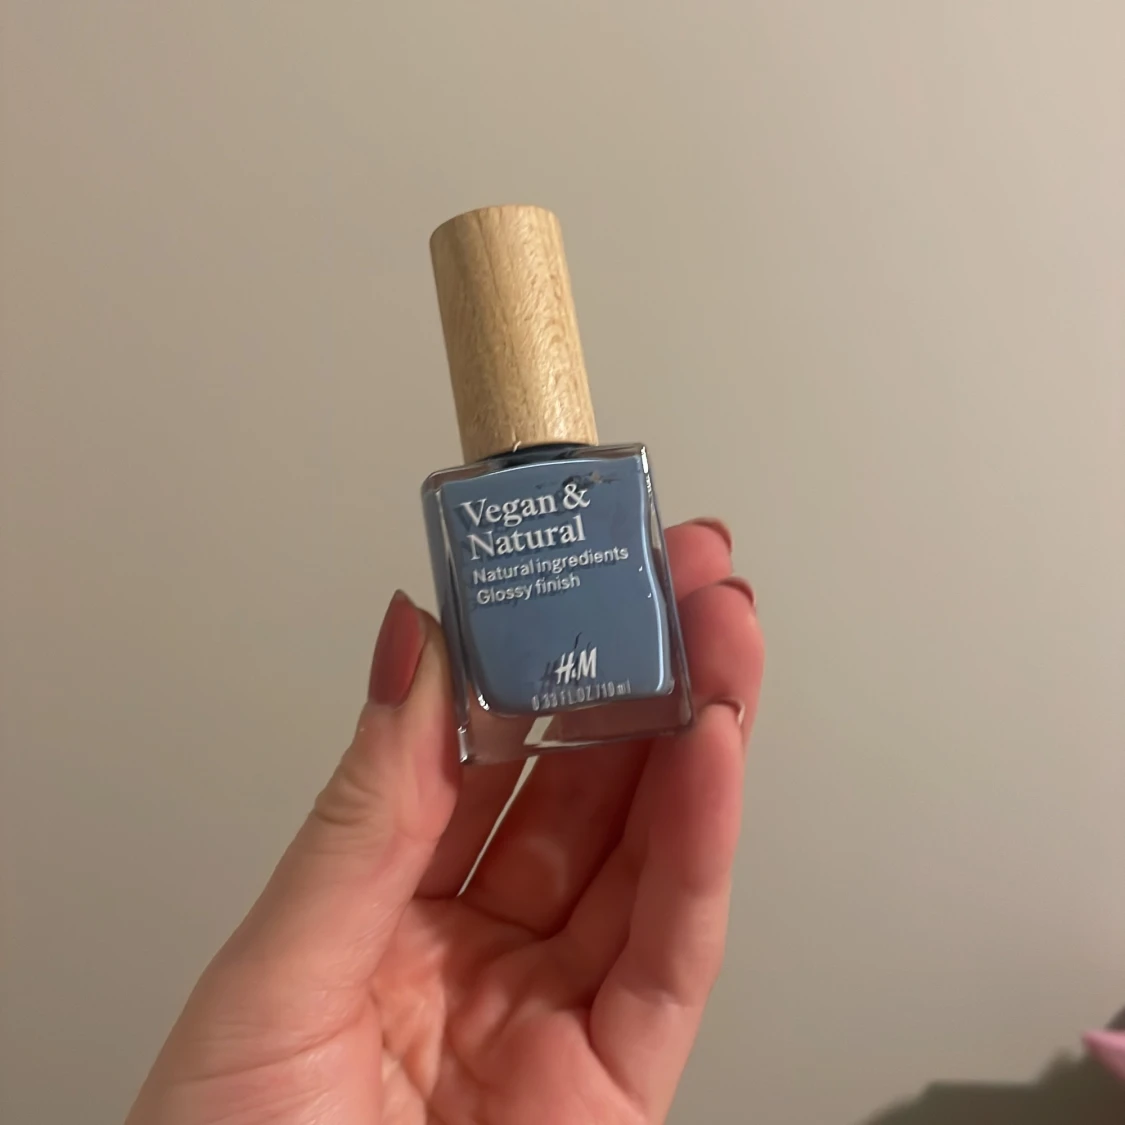 Vegan &
Natural
Natural ingredients
Glossy finish
H&M
0.33 FL.OZ./10 ml